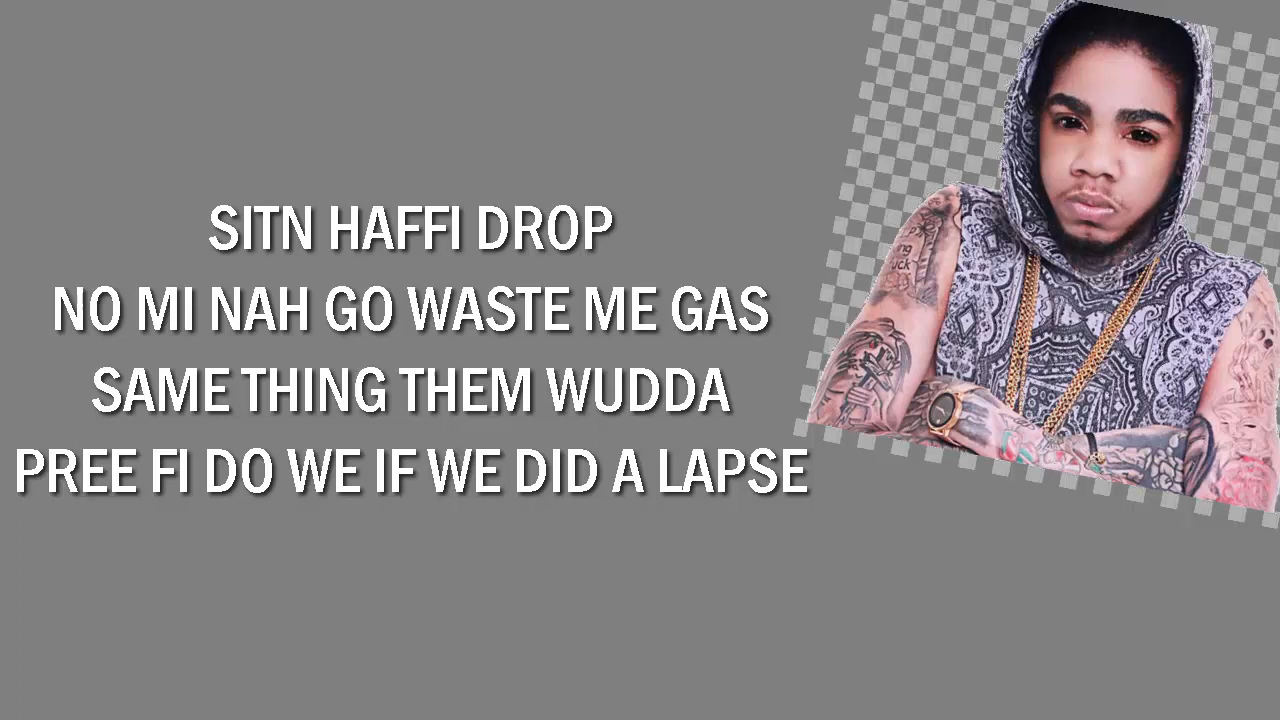 SITN HAFFI DROP
NO MI NAH GO WASTE ME GAS
SAME THING THEM WUDDA
PREE FI DO WE IF WE DID A LAPSE